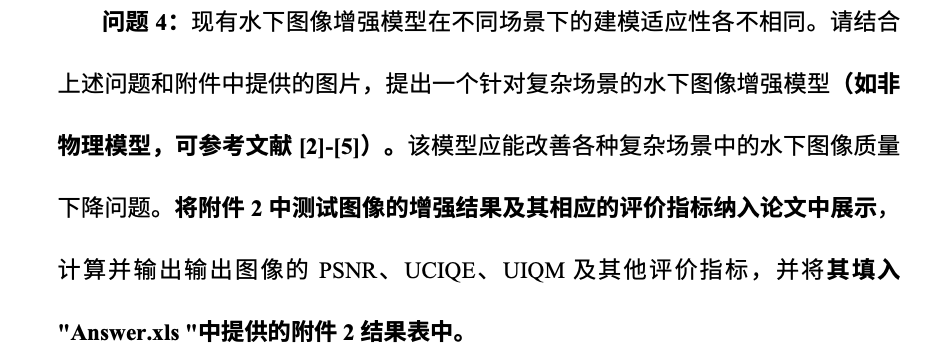 问题 4：现有水下图像增强模型在不同场景下的建模适应性各不相同。请结合
上述问题和附件中提供的图片，提出一个针对复杂场景的水下图像增强模型（如非
物理模型，可参考文献 [2]-[5]）。该模型应能改善各种复杂场景中的水下图像质量
下降问题。将附件 2 中测试图像的增强结果及其相应的评价指标纳入论文中展示，
计算并输出输出图像的 PSNR、UCIQE、UIQM 及其他评价指标，并将其填入
"Answer.xls "中提供的附件 2 结果表中。